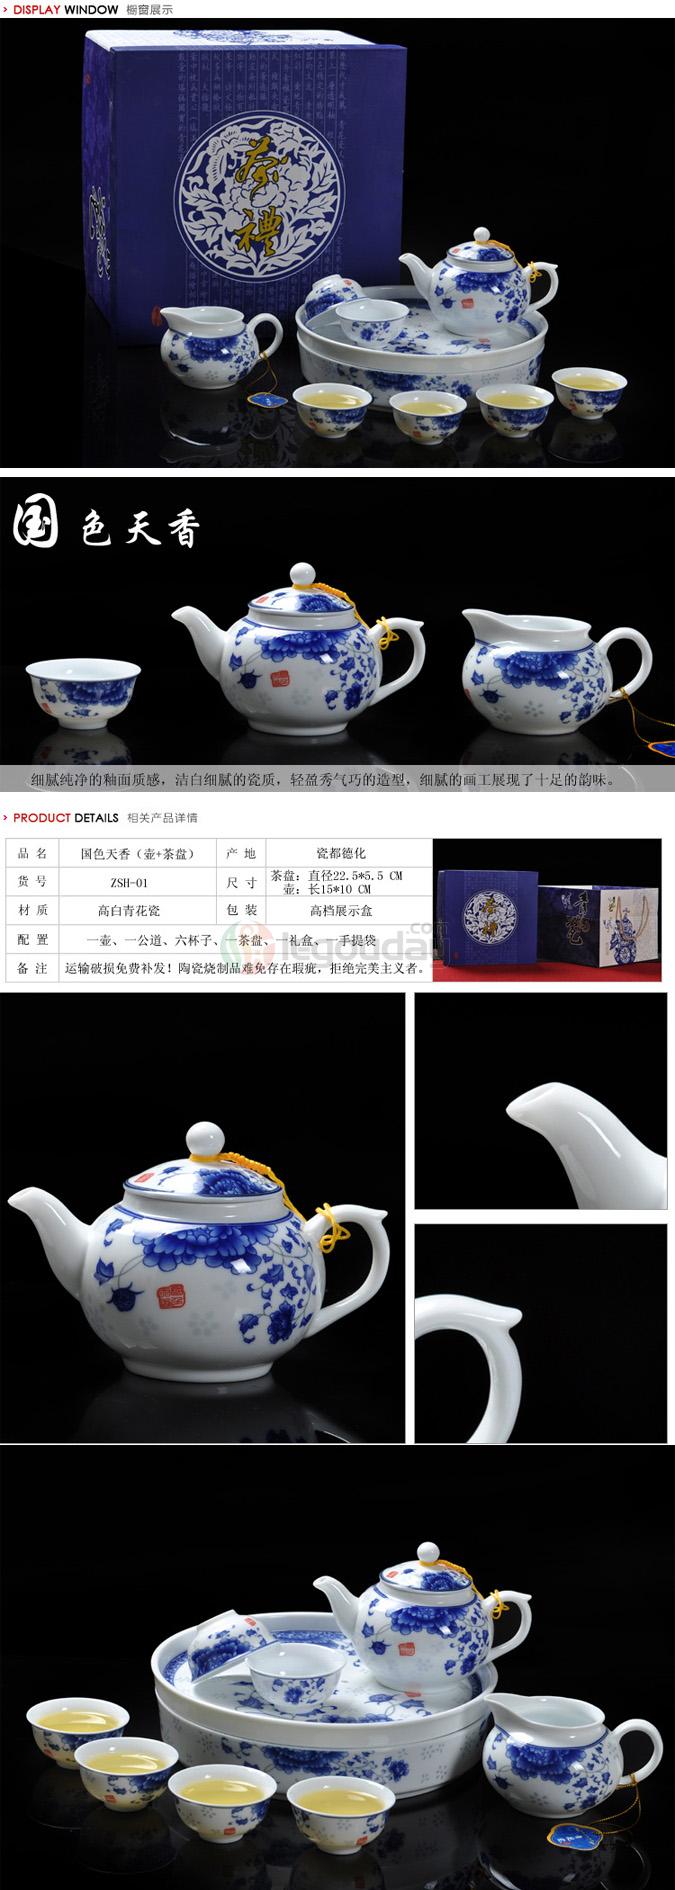 › DISPLAY WINDOW 橱窗展示
茶
禮
国色天香
细腻纯净的釉面质感，洁白细腻的瓷质，轻盈秀气巧的造型，细腻的画工展现了十足的韵味。
› PRODUCT DETAILS 相关产品详情
品 名 国色天香（壶+茶盘） 产 地 瓷都德化
货 号 ZSH-01 尺 寸 茶盘：直径22.5*5.5 CM
壶：长15*10 CM
材 质 高白青花瓷 包 装 高档展示盒
配 置 一壶、一公道、六杯子、一茶盘、一礼盒、一手提袋
备 注 运输破损免费补发！陶瓷烧制品难免存在瑕疵，拒绝完美主义者。
legouday.com